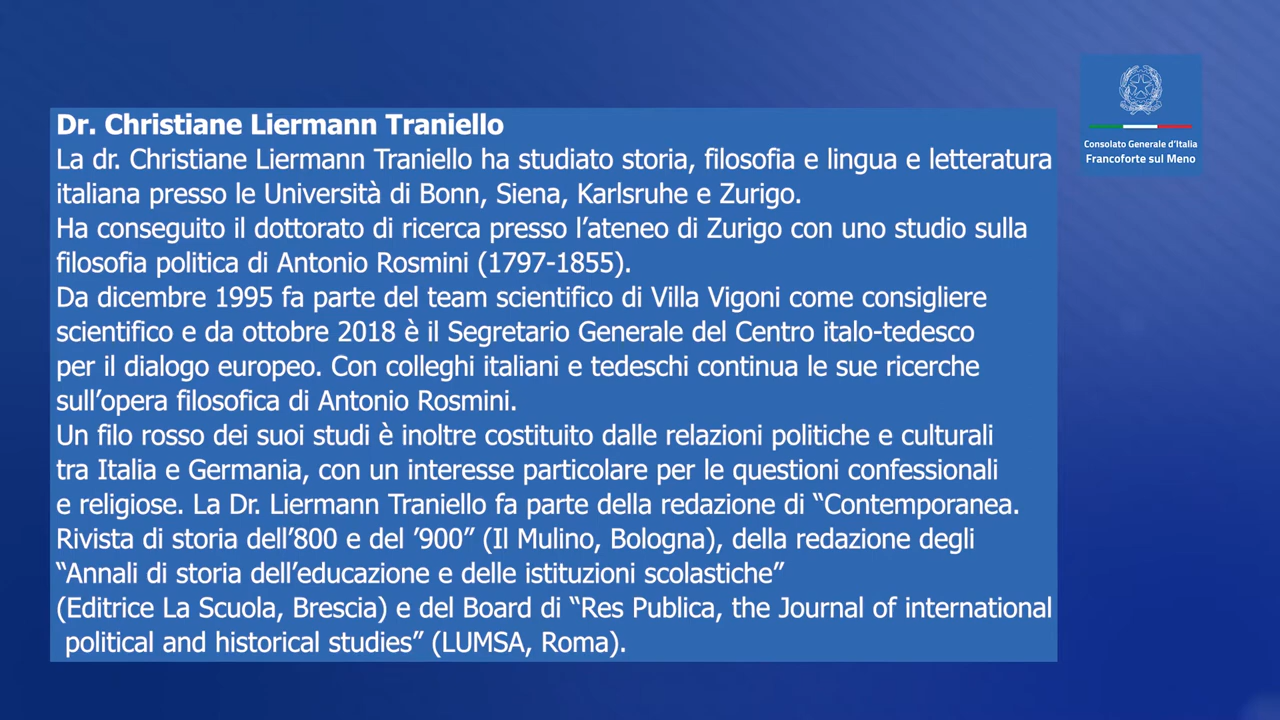 Dr. Christiane Liermann Traniello
La dr. Christiane Liermann Traniello ha studiato storia, filosofia e lingua e letteratura
italiana presso le Università di Bonn, Siena, Karlsruhe e Zurigo.
Ha conseguito il dottorato di ricerca presso l’ateneo di Zurigo con uno studio sulla
filosofia politica di Antonio Rosmini (1797-1855).
Da dicembre 1995 fa parte del team scientifico di Villa Vigoni come consigliere
scientifico e da ottobre 2018 è il Segretario Generale del Centro italo-tedesco
per il dialogo europeo. Con colleghi italiani e tedeschi continua le sue ricerche
sull’opera filosofica di Antonio Rosmini.
Un filo rosso dei suoi studi è inoltre costituito dalle relazioni politiche e culturali
tra Italia e Germania, con un interesse particolare per le questioni confessionali
e religiose. La Dr. Liermann Traniello fa parte della redazione di “Contemporanea.
Rivista di storia dell’800 e del ’900” (Il Mulino, Bologna), della redazione degli
“Annali di storia dell’educazione e delle istituzioni scolastiche”
(Editrice La Scuola, Brescia) e del Board di “Res Publica, the Journal of international
political and historical studies” (LUMSA, Roma).
Consolato Generale d’Italia
Francoforte sul Meno